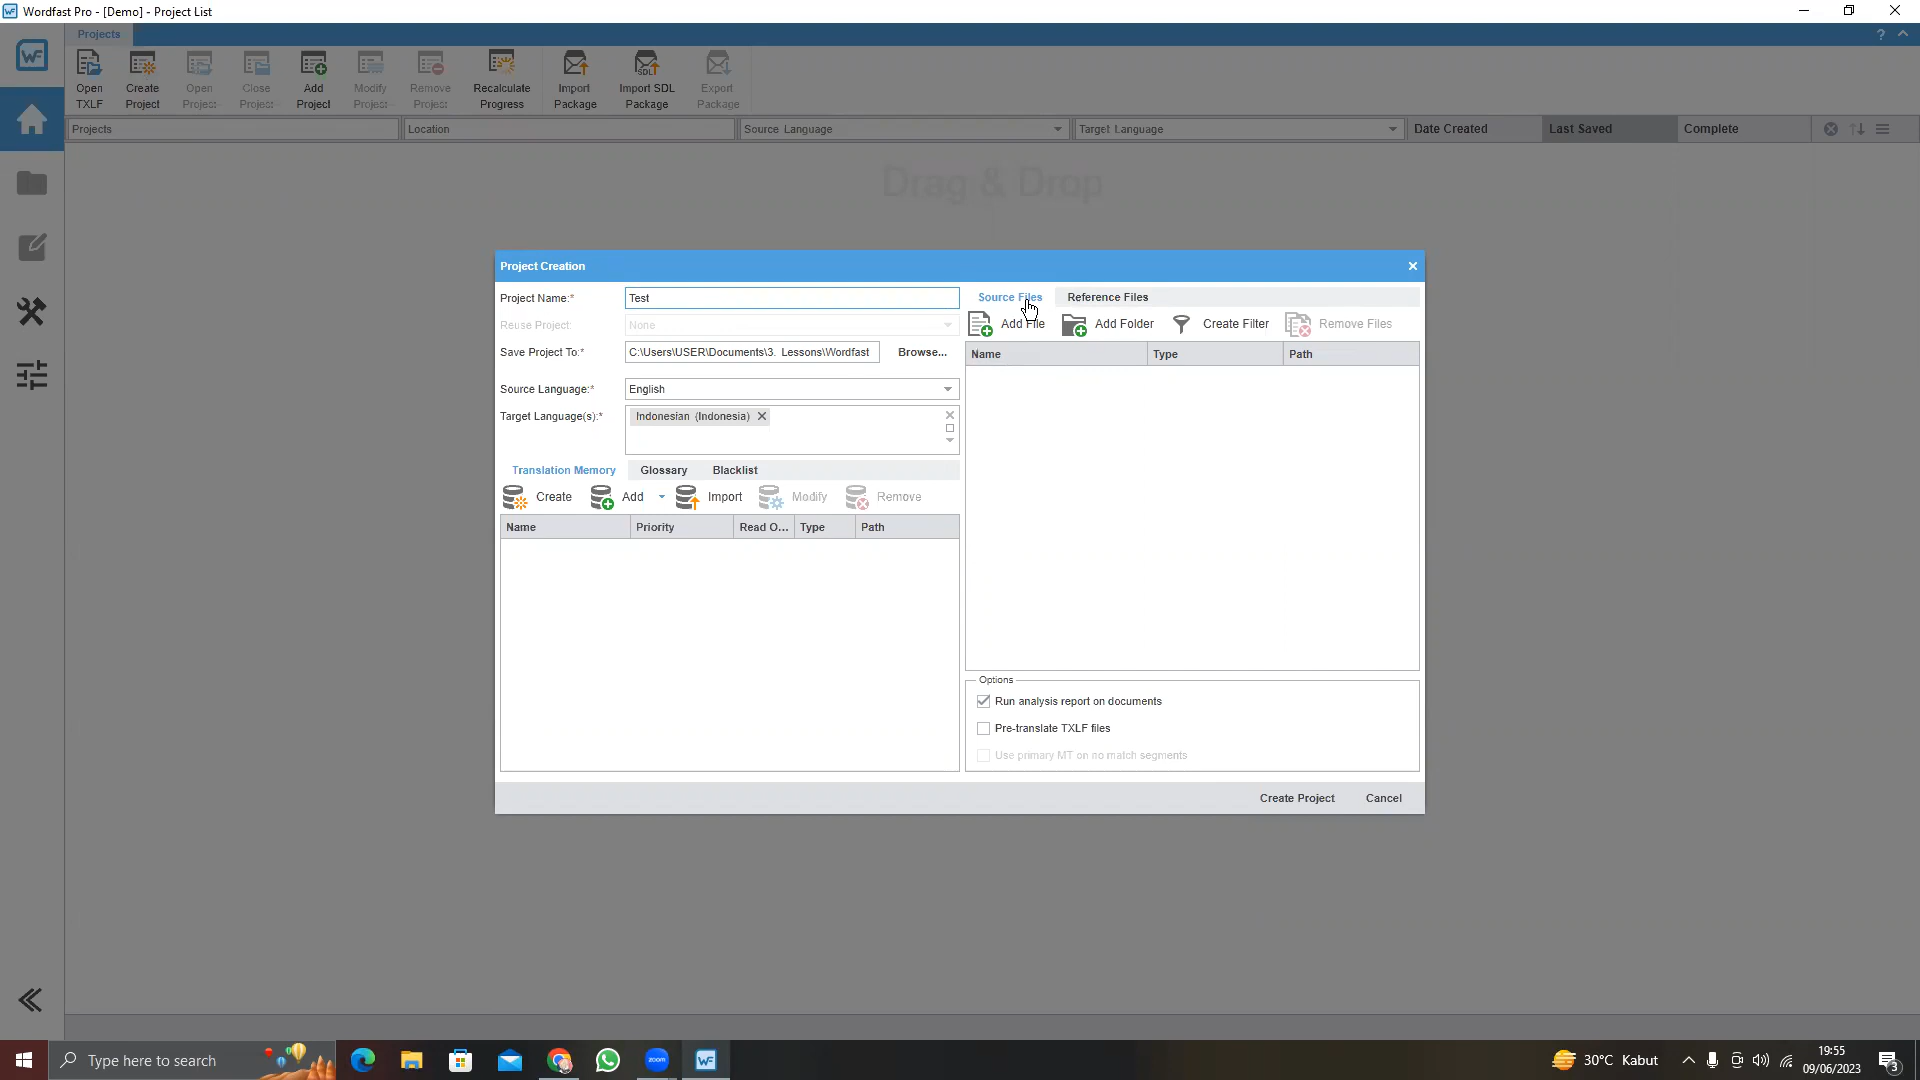 Wordfast Pro - [Demo] - Project List
Projects
Open TXLF
Create Project
Open Project
Close Project
Add Project
Modify Project
Remove Project
Recalculate Progress
Import Package
Import SDL Package
Export Package
Projects Location Source Language Target Language Date Created Last Saved Complete
Drag & Drop
Project Creation
Project Name:* Test
Reuse Project: None
Save Project To:* C:\Users\USER\Documents\3. Lessons\Wordfast Browse...
Source Language:* English
Target Language(s):* Indonesian (Indonesia)
Translation Memory Glossary Blacklist
Create Add Import Modify Remove
Name Priority Read O... Type Path
Source Files Reference Files
Add File Add Folder Create Filter Remove Files
Name Type Path
Options
Run analysis report on documents
Pre-translate TXLF files
Use primary MT on no match segments
Create Project Cancel
Type here to search
zoom
30°C Kabut
19:55
09/06/2023
3